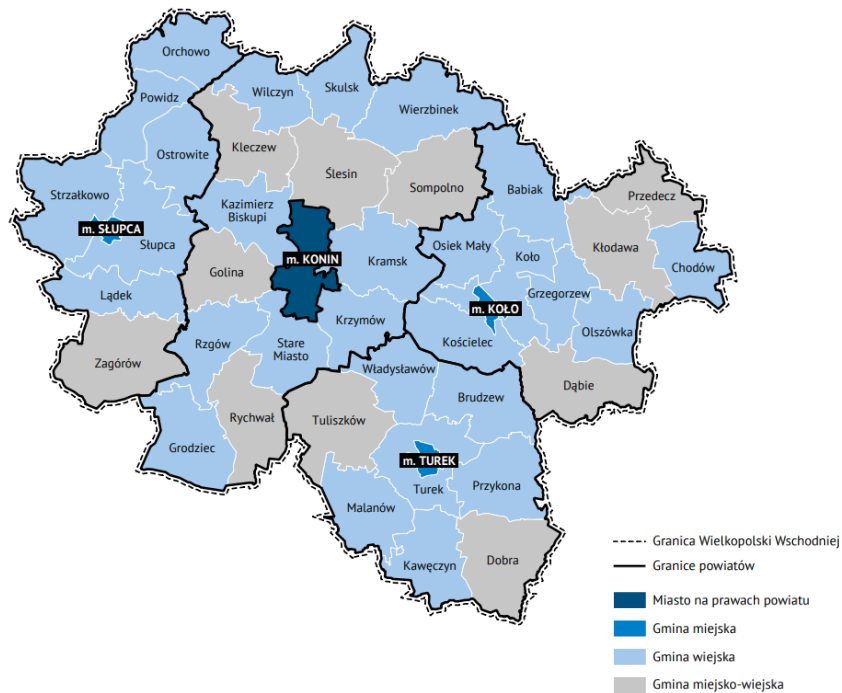 Orchowo
Powidz
Wilczyn
Skulsk
Wierzbinek
Kleczew
Ostrowite
Ślesin
Sompolno
Strzałkowo
Kazimierz
Biskupi
Babiak
Przedecz
m. SŁUPCA
Słupca
m. KONIN
Kramsk
Osiek Mały
Koło
Kłodawa
Chodów
Golina
Lądek
Grzegorzew
m. KOŁO
Krzymów
Kościelec
Olszówka
Zagórów
Rzgów
Stare
Miasto
Władysławów
Dąbie
Brudzew
Rychwał
Tuliszków
Grodziec
m. TUREK
Turek
Przykona
Malanów
Kawęczyn
Dobra
Granica Wielkopolski Wschodniej
Granice powiatów
Miasto na prawach powiatu
Gmina miejska
Gmina wiejska
Gmina miejsko-wiejska